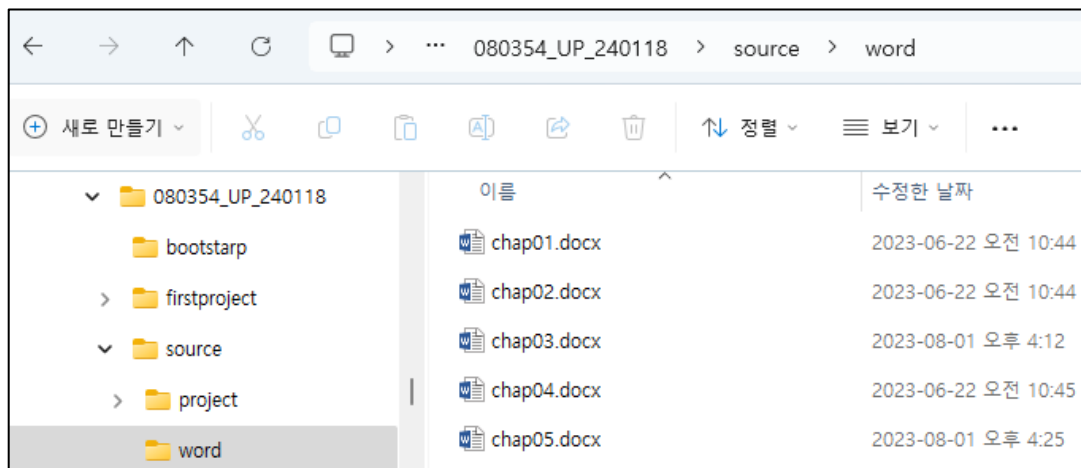 … 080354_UP_240118 > source > word
새로 만들기 정렬 보기 …
080354_UP_240118
bootstarp
firstproject
source
project
word
이름 수정한 날짜
chap01.docx 2023-06-22 오전 10:44
chap02.docx 2023-06-22 오전 10:44
chap03.docx 2023-08-01 오후 4:12
chap04.docx 2023-06-22 오전 10:45
chap05.docx 2023-08-01 오후 4:25